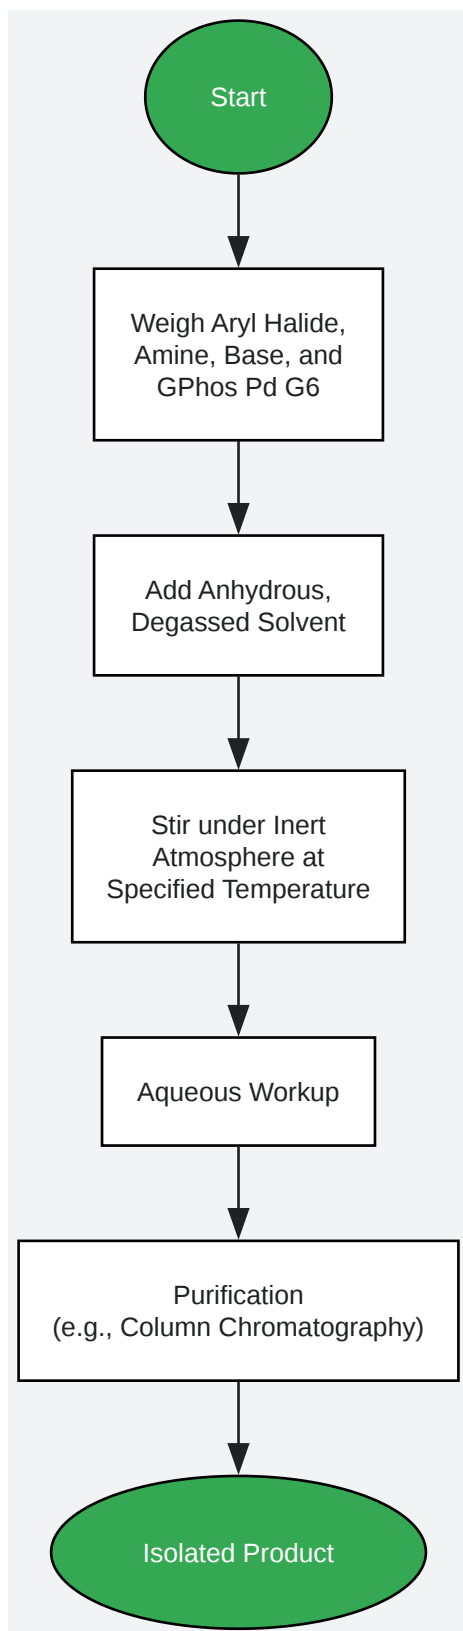 Start
Weigh Aryl Halide,
Amine, Base, and
GPhos Pd G6
Add Anhydrous,
Degassed Solvent
Stir under Inert
Atmosphere at
Specified Temperature
Aqueous Workup
Purification
(e.g., Column Chromatography)
Isolated Product